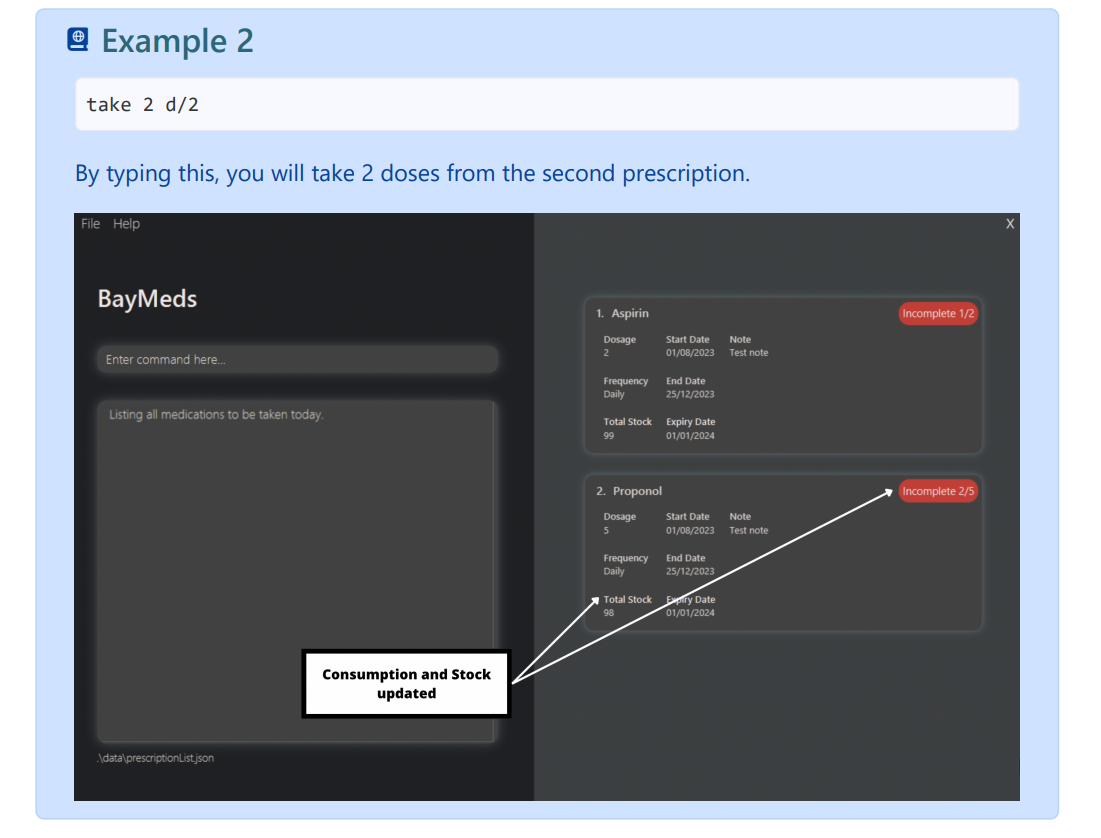 Example 2
take 2 d/2
By typing this, you will take 2 doses from the second prescription.
File Help
X
BayMeds
Enter command here...
Listing all medications to be taken today.
.\data\prescriptionList.json
1. Aspirin
Incomplete 1/2
Dosage Start Date Note
2 01/08/2023 Test note
Frequency End Date
Daily 25/12/2023
Total Stock Expiry Date
99 01/01/2024
2. Proponol
Incomplete 2/5
Dosage Start Date Note
5 01/08/2023 Test note
Frequency End Date
Daily 25/12/2023
Total Stock Expiry Date
98 01/01/2024
Consumption and Stock
updated